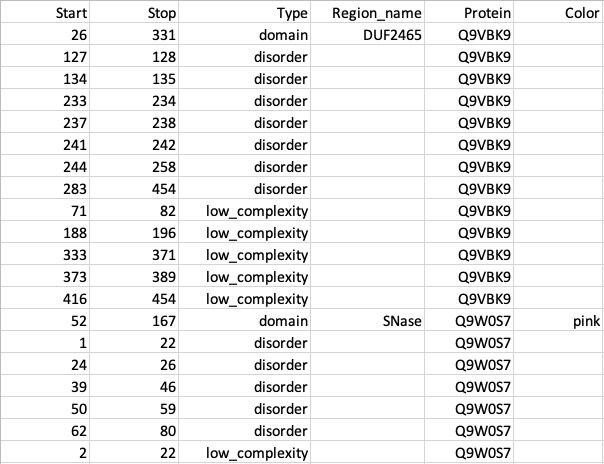 Start Stop Type Region_name Protein Color
26 331 domain DUF2465 Q9VBK9
127 128 disorder Q9VBK9
134 135 disorder Q9VBK9
233 234 disorder Q9VBK9
237 238 disorder Q9VBK9
241 242 disorder Q9VBK9
244 258 disorder Q9VBK9
283 454 disorder Q9VBK9
71 82 low_complexity Q9VBK9
188 196 low_complexity Q9VBK9
333 371 low_complexity Q9VBK9
373 389 low_complexity Q9VBK9
416 454 low_complexity Q9VBK9
52 167 domain SNase Q9W0S7 pink
1 22 disorder Q9W0S7
24 26 disorder Q9W0S7
39 46 disorder Q9W0S7
50 59 disorder Q9W0S7
62 80 disorder Q9W0S7
2 22 low_complexity Q9W0S7